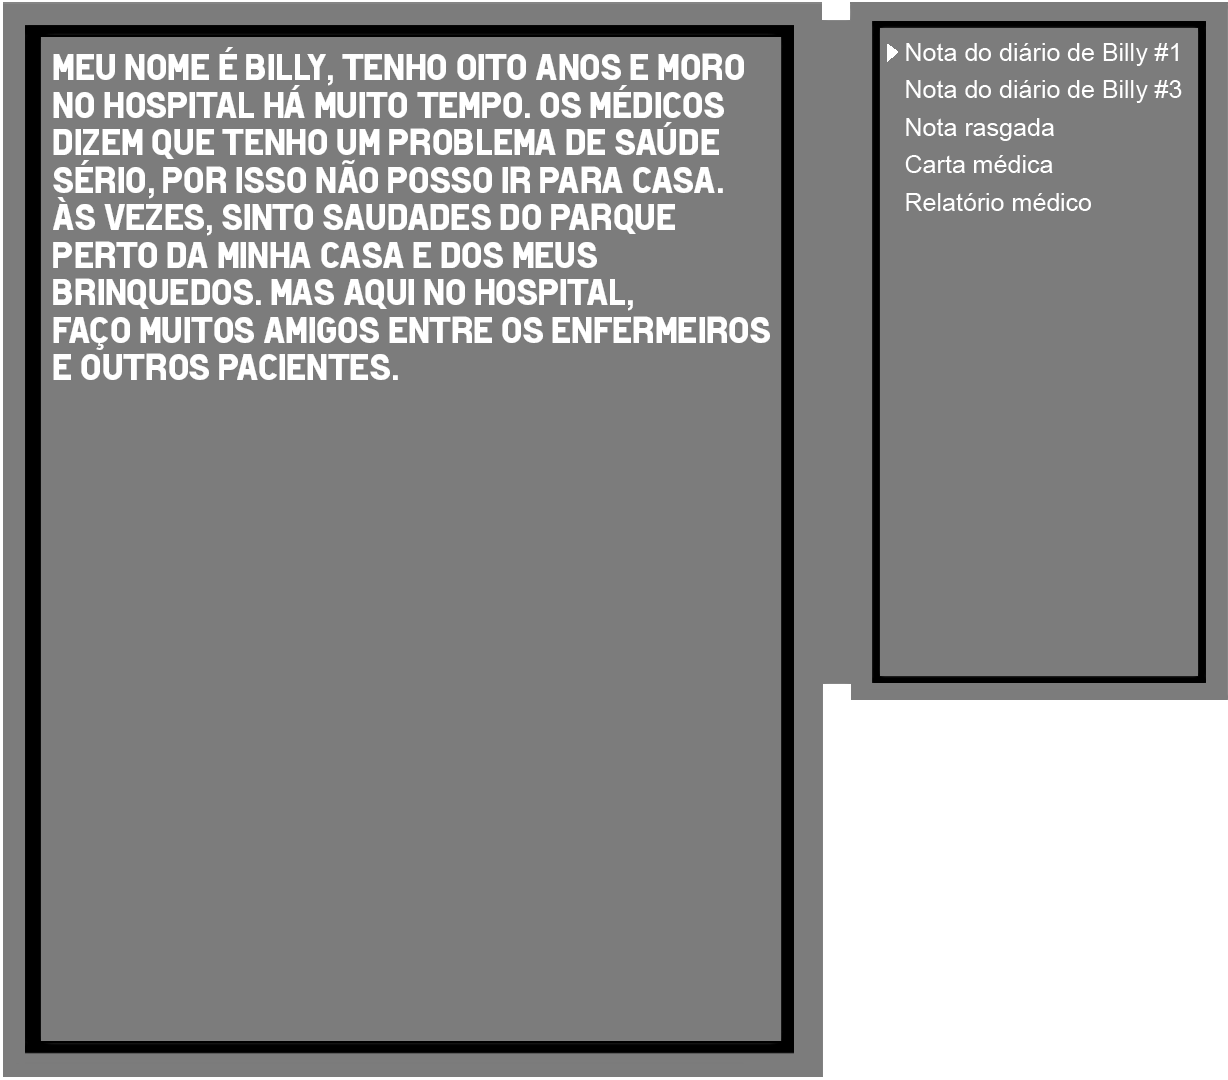 MEU NOME É BILLY, TENHO OITO ANOS E MORO
NO HOSPITAL HÁ MUITO TEMPO. OS MÉDICOS
DIZEM QUE TENHO UM PROBLEMA DE SAÚDE
SÉRIO, POR ISSO NÃO POSSO IR PARA CASA.
ÀS VEZES, SINTO SAUDADES DO PARQUE
PERTO DA MINHA CASA E DOS MEUS
BRINQUEDOS. MAS AQUI NO HOSPITAL,
FAÇO MUITOS AMIGOS ENTRE OS ENFERMEIROS
E OUTROS PACIENTES.
Nota do diário de Billy #1
Nota do diário de Billy #3
Nota rasgada
Carta médica
Relatório médico